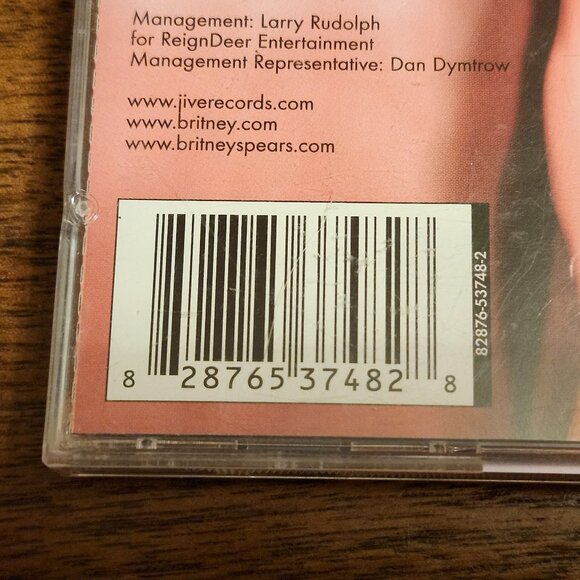 Management: Larry Rudolph
for ReignDeer Entertainment
Management Representative: Dan Dymtrow
www.jiverecords.com
www.britney.com
www.britneyspears.com
82876-53748-2
8 28765 37482 8